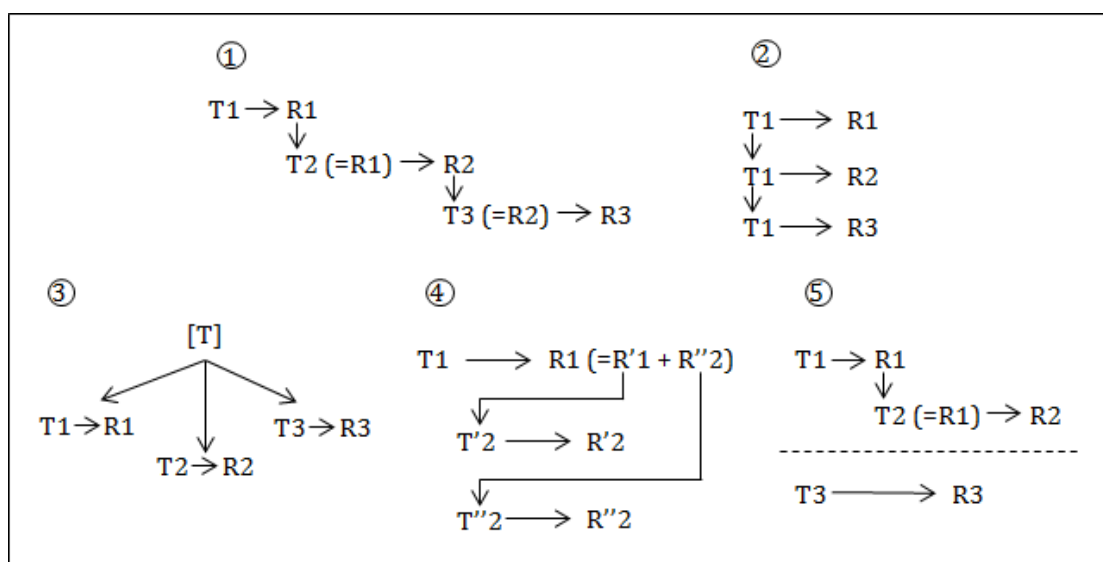 ①
T1 → R1
↓
T2 (=R1) → R2
↓
T3 (=R2) → R3
②
T1 → R1
↓
T1 → R2
↓
T1 → R3
③
[T]
T1 → R1
T2 → R2
T3 → R3
④
T1 → R1 (=R'1 + R''2)
T'2 → R'2
T''2 → R''2
⑤
T1 → R1
↓
T2 (=R1) → R2
T3 → R3